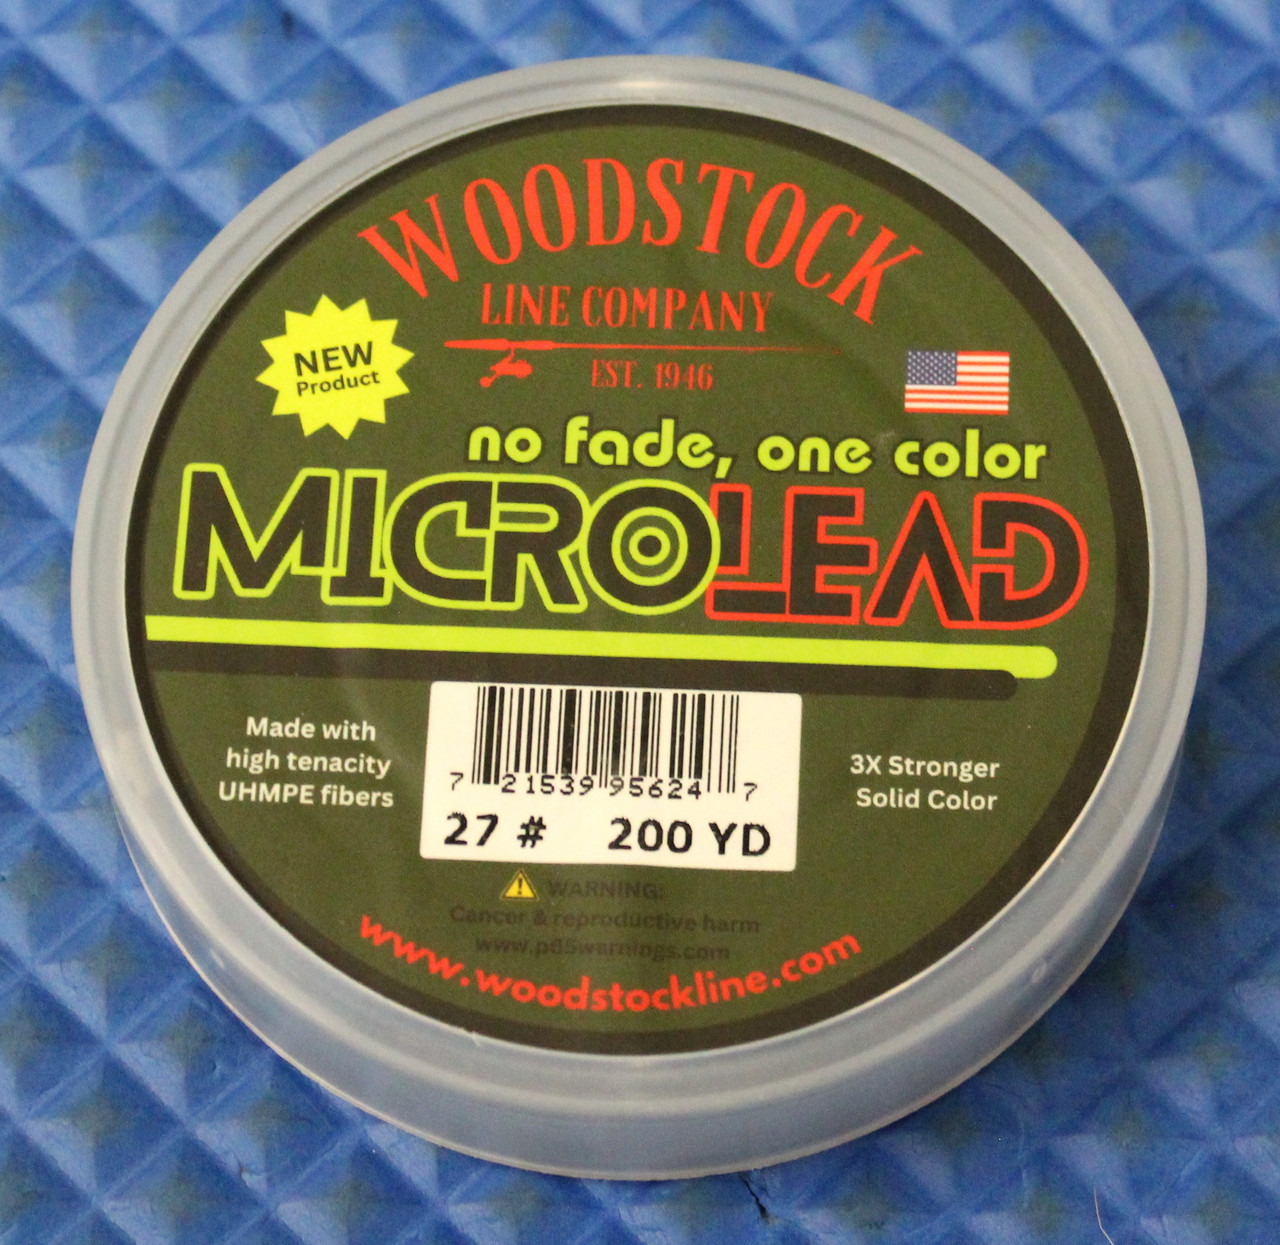 WOODSTOCK
LINE COMPANY
EST. 1946
NEW
Product
no fade, one color
MICROLEAD
Made with
high tenacity
UHMPE fibers
3X Stronger
Solid Color
7 21539 95624 7
27 # 200 YD
WARNING:
Cancer & reproductive harm
www.p65warnings.com
www.woodstockline.com